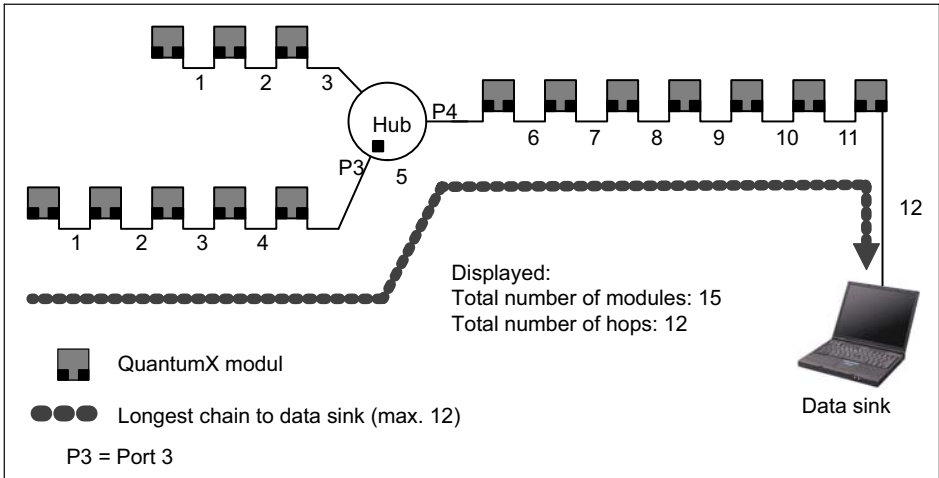 1 2 3
Hub
P4
P3
5
6 7 8 9 10 11
1 2 3 4
12
Displayed:
Total number of modules: 15
Total number of hops: 12
QuantumX modul
Longest chain to data sink (max. 12)
Data sink
P3 = Port 3